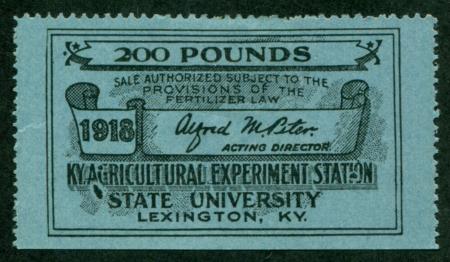 200 POUNDS
SALE AUTHORIZED SUBJECT TO THE
PROVISIONS OF THE
FERTILIZER LAW
1918
Alfred M. Peter.
ACTING DIRECTOR
KY. AGRICULTURAL EXPERIMENT STATION
STATE UNIVERSITY
LEXINGTON, KY.